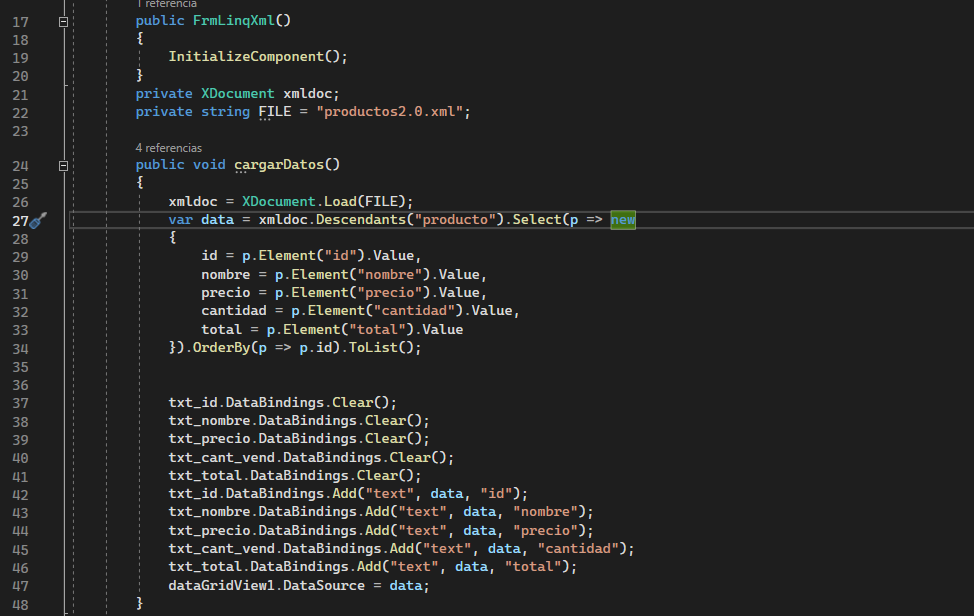 1 referencia
17 public FrmLinqXml()
18 {
19 InitializeComponent();
20 }
21 private XDocument xmldoc;
22 private string FILE = "productos2.0.xml";
23
4 referencias
24 public void cargarDatos()
25 {
26 xmldoc = XDocument.Load(FILE);
27 var data = xmldoc.Descendants("producto").Select(p => new
28 {
29 id = p.Element("id").Value,
30 nombre = p.Element("nombre").Value,
31 precio = p.Element("precio").Value,
32 cantidad = p.Element("cantidad").Value,
33 total = p.Element("total").Value
34 }).OrderBy(p => p.id).ToList();
35
36
37 txt_id.DataBindings.Clear();
38 txt_nombre.DataBindings.Clear();
39 txt_precio.DataBindings.Clear();
40 txt_cant_vend.DataBindings.Clear();
41 txt_total.DataBindings.Clear();
42 txt_id.DataBindings.Add("text", data, "id");
43 txt_nombre.DataBindings.Add("text", data, "nombre");
44 txt_precio.DataBindings.Add("text", data, "precio");
45 txt_cant_vend.DataBindings.Add("text", data, "cantidad");
46 txt_total.DataBindings.Add("text", data, "total");
47 dataGridView1.DataSource = data;
48 }